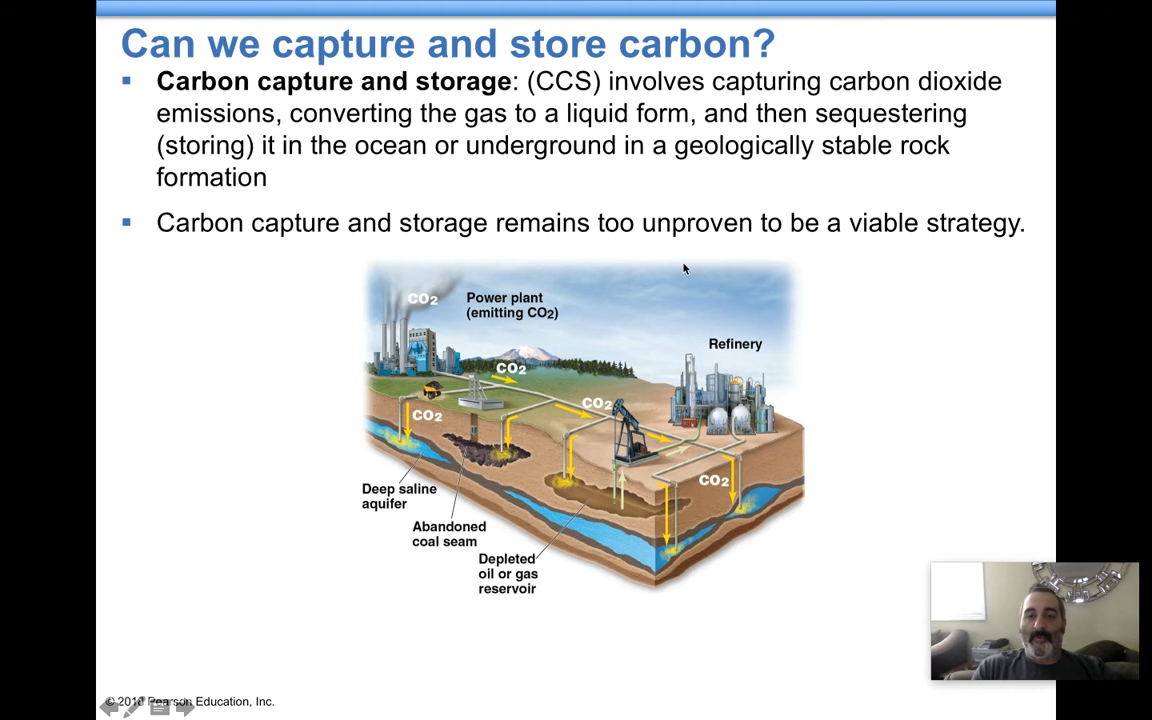 Can we capture and store carbon?
Carbon capture and storage: (CCS) involves capturing carbon dioxide
emissions, converting the gas to a liquid form, and then sequestering
(storing) it in the ocean or underground in a geologically stable rock
formation
Carbon capture and storage remains too unproven to be a viable strategy.
CO2
Power plant
(emitting CO2)
Refinery
CO2
CO2
CO2
CO2
Deep saline
aquifer
Abandoned
coal seam
Depleted
oil or gas
reservoir
© 2018 Pearson Education, Inc.